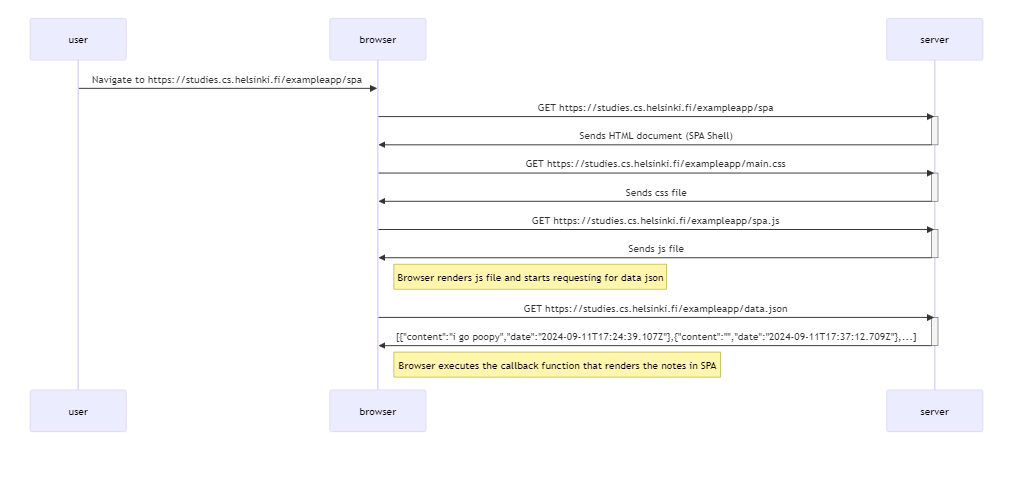 user
browser
server
Navigate to https://studies.cs.helsinki.fi/exampleapp/spa
GET https://studies.cs.helsinki.fi/exampleapp/spa
Sends HTML document (SPA Shell)
GET https://studies.cs.helsinki.fi/exampleapp/main.css
Sends css file
GET https://studies.cs.helsinki.fi/exampleapp/spa.js
Sends js file
Browser renders js file and starts requesting for data json
GET https://studies.cs.helsinki.fi/exampleapp/data.json
[{"content":"i go poopy","date":"2024-09-11T17:24:39.107Z"},{"content":"","date":"2024-09-11T17:37:12.709Z"},...]
Browser executes the callback function that renders the notes in SPA
user
browser
server